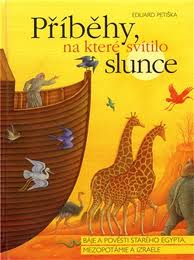 EDUARD PETIŠKA
Příběhy,
na které svítilo
slunce
BÁJE A POVĚSTI STARÉHO EGYPTA,
MEZOPOTÁMIE A IZRAELE